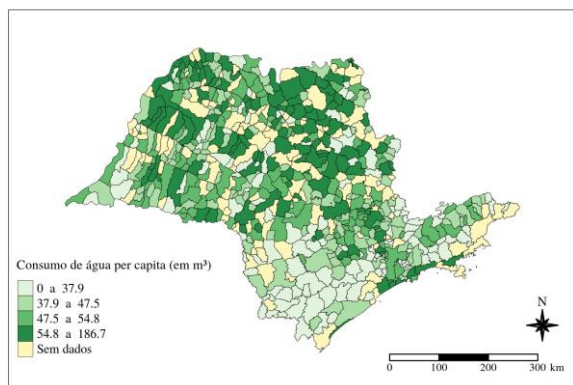 Consumo de água per capita (em m³)
0 a 37.9
37.9 a 47.5
47.5 a 54.8
54.8 a 186.7
Sem dados
N
0 100 200 300 km